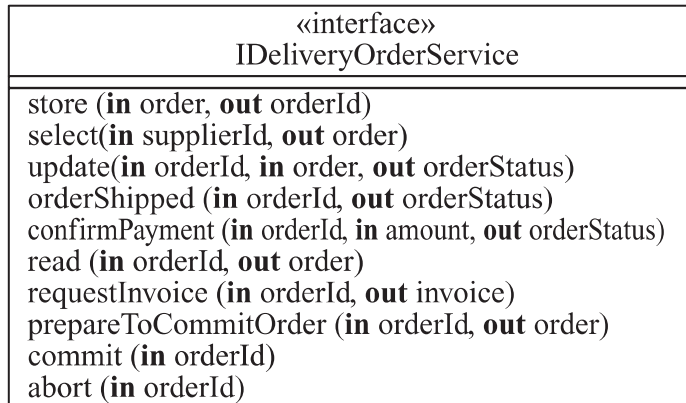 «interface»
IDeliveryOrderService
store (in order, out orderId)
select(in supplierId, out order)
update(in orderId, in order, out orderStatus)
orderShipped (in orderId, out orderStatus)
confirmPayment (in orderId, in amount, out orderStatus)
read (in orderId, out order)
requestInvoice (in orderId, out invoice)
prepareToCommitOrder (in orderId, out order)
commit (in orderId)
abort (in orderId)